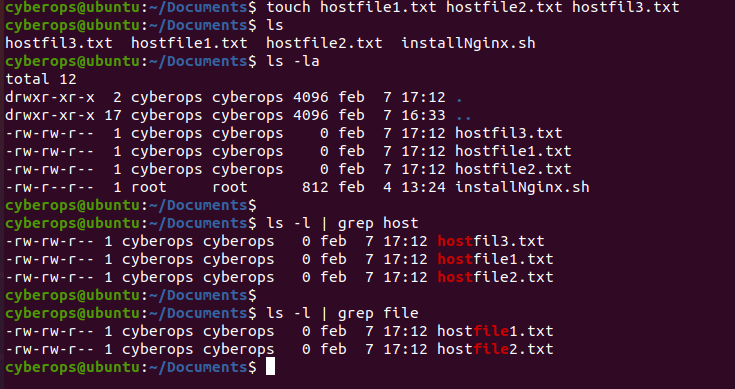 cyberops@ubuntu:~/Documents$ touch hostfile1.txt hostfile2.txt hostfil3.txt
cyberops@ubuntu:~/Documents$ ls
hostfil3.txt  hostfile1.txt  hostfile2.txt  installNginx.sh
cyberops@ubuntu:~/Documents$ ls -la
total 12
drwxr-xr-x  2 cyberops cyberops 4096 feb  7 17:12 .
drwxr-xr-x 17 cyberops cyberops 4096 feb  7 16:33 ..
-rw-rw-r--  1 cyberops cyberops    0 feb  7 17:12 hostfil3.txt
-rw-rw-r--  1 cyberops cyberops    0 feb  7 17:12 hostfile1.txt
-rw-rw-r--  1 cyberops cyberops    0 feb  7 17:12 hostfile2.txt
-rw-r--r--  1 root     root      812 feb  4 13:24 installNginx.sh
cyberops@ubuntu:~/Documents$
cyberops@ubuntu:~/Documents$ ls -l | grep host
-rw-rw-r-- 1 cyberops cyberops   0 feb  7 17:12 hostfil3.txt
-rw-rw-r-- 1 cyberops cyberops   0 feb  7 17:12 hostfile1.txt
-rw-rw-r-- 1 cyberops cyberops   0 feb  7 17:12 hostfile2.txt
cyberops@ubuntu:~/Documents$
cyberops@ubuntu:~/Documents$ ls -l | grep file
-rw-rw-r-- 1 cyberops cyberops   0 feb  7 17:12 hostfile1.txt
-rw-rw-r-- 1 cyberops cyberops   0 feb  7 17:12 hostfile2.txt
cyberops@ubuntu:~/Documents$